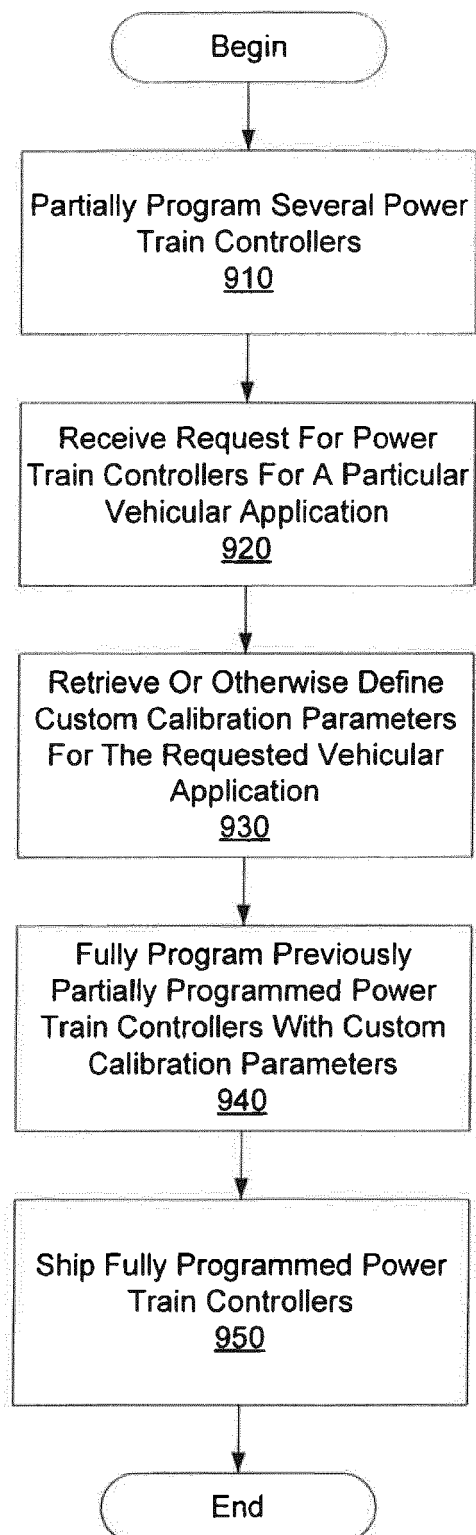 Begin
Partially Program Several Power
Train Controllers
910
Receive Request For Power
Train Controllers For A Particular
Vehicular Application
920
Retrieve Or Otherwise Define
Custom Calibration Parameters
For The Requested Vehicular
Application
930
Fully Program Previously
Partially Programmed Power
Train Controllers With Custom
Calibration Parameters
940
Ship Fully Programmed Power
Train Controllers
950
End